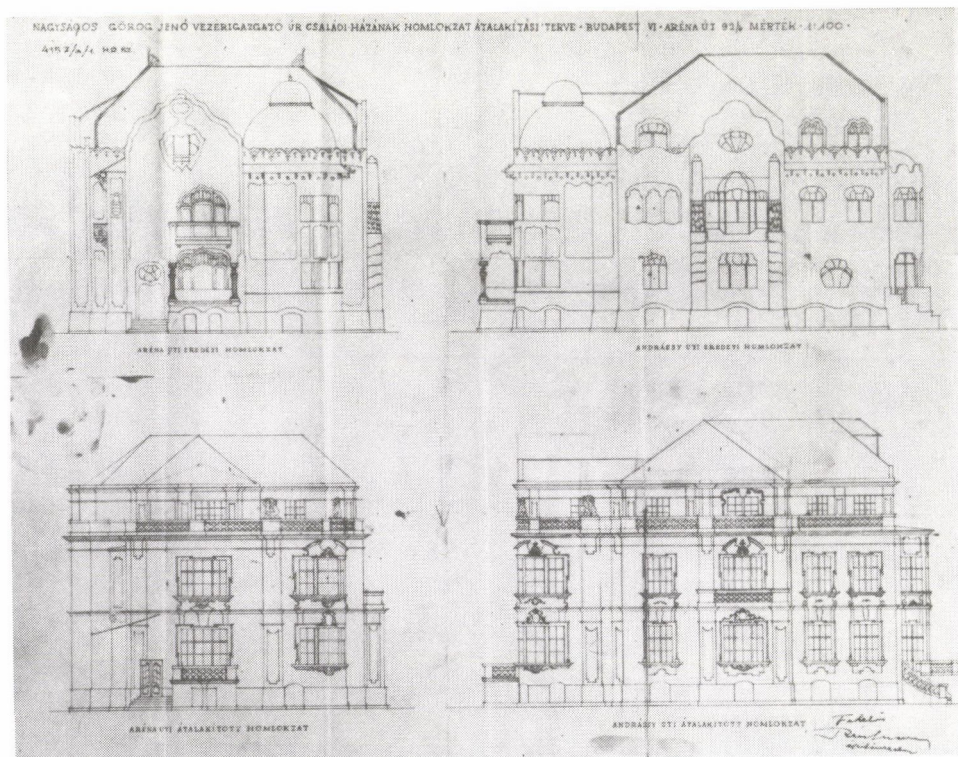 NAGYSÁGOS GÖRÖG JENŐ VEZÉRIGAZGATÓ ÚR CSALÁDI HÁZÁNAK HOMLOKZAT ÁTALAKÍTÁSI TERVE · BUDAPEST VI · ARÉNA ÚT MÉRTÉK · 1:100 ·
ARÉNA ÚTI EREDETI HOMLOKZAT
ANDRÁSSY ÚTI EREDETI HOMLOKZAT
ARÉNA ÚTI ÁTALAKÍTOTT HOMLOKZAT
ANDRÁSSY ÚTI ÁTALAKÍTOTT HOMLOKZAT